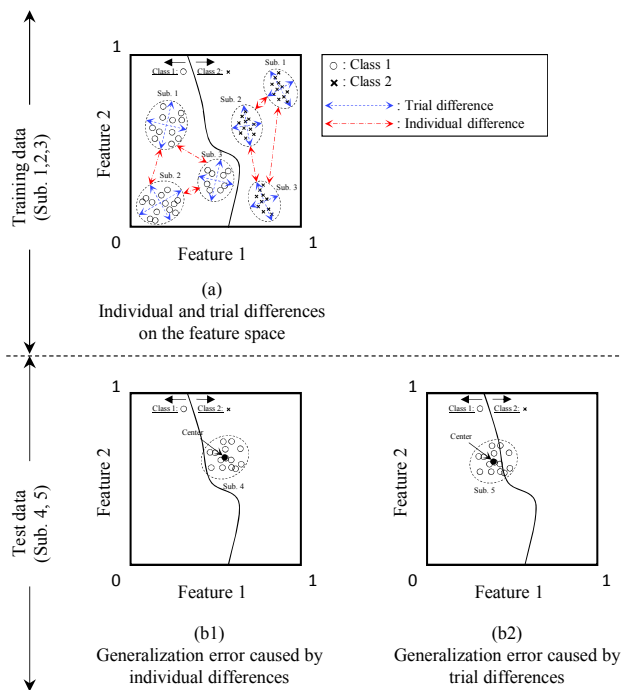 Training data
(Sub. 1,2,3)
1
Class 1: ○ Class 2: ×
Sub. 1
Sub. 2
Sub. 3
Sub. 1
Sub. 2
Sub. 3
Feature 2
0
Feature 1
1
○ : Class 1
× : Class 2
: Trial difference
: Individual difference
(a)
Individual and trial differences
on the feature space
Test data
(Sub. 4, 5)
1
Class 1: ○ Class 2: ×
Center
Sub. 4
Feature 2
0
Feature 1
1
(b1)
Generalization error caused by
individual differences
1
Class 1: ○ Class 2: ×
Center
Sub. 5
Feature 2
0
Feature 1
1
(b2)
Generalization error caused by
trial differences